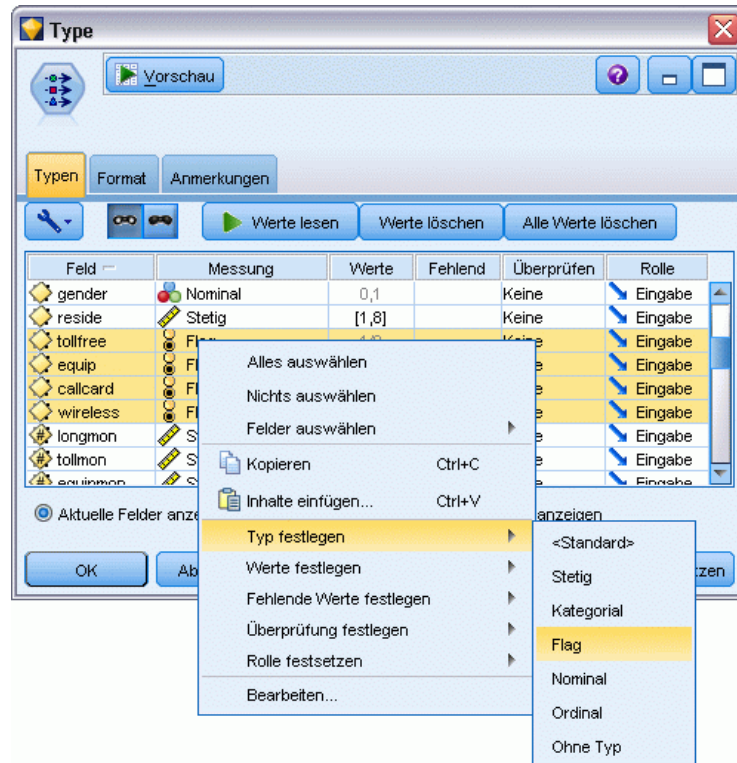 Type
Vorschau
Typen Format Anmerkungen
Werte lesen Werte löschen Alle Werte löschen
Feld Messung Werte Fehlend Überprüfen Rolle
gender Nominal 0,1 Keine Eingabe
reside Stetig [1,8] Keine Eingabe
tollfree Eingabe
equip Eingabe
callcard Eingabe
wireless Eingabe
longmon Eingabe
tollmon Eingabe
Aktuelle anzeigen
OK
Alles auswählen
Nichts auswählen
Felder auswählen
Kopieren Ctrl+C
Inhalte einfügen... Ctrl+V
Typ festlegen
Werte festlegen
Fehlende Werte festlegen
Überprüfung festlegen
Rolle festsetzen
Bearbeiten...
<Standard>
Stetig
Kategorial
Flag
Nominal
Ordinal
Ohne Typ